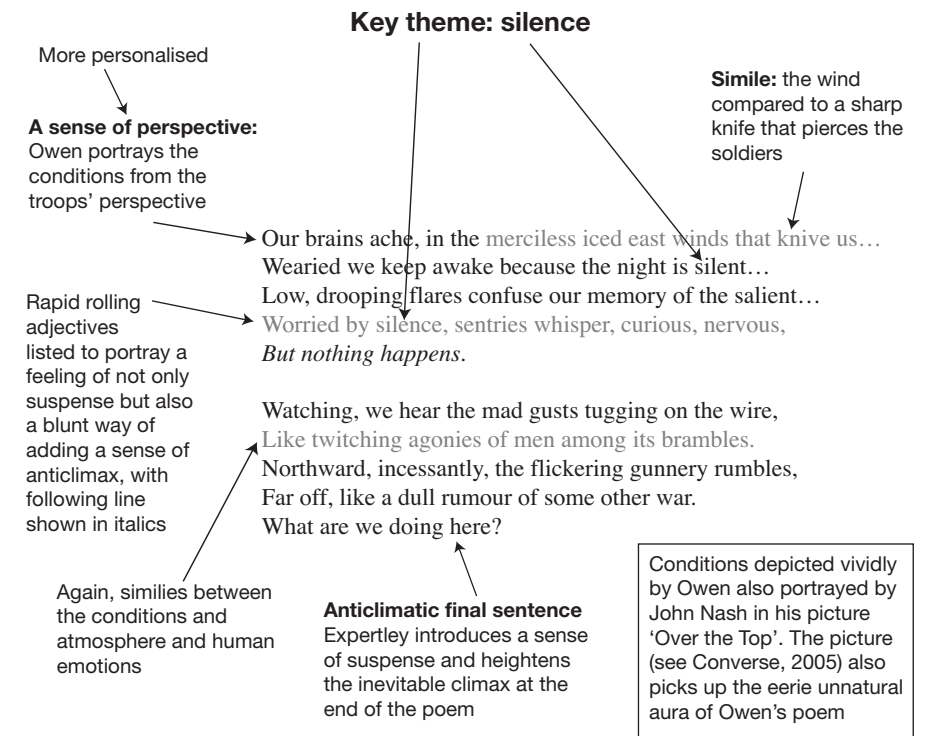 Key theme: silence
More personalised
A sense of perspective:
Owen portrays the
conditions from the
troops' perspective
Simile: the wind
compared to a sharp
knife that pierces the
soldiers
Our brains ache, in the merciless iced east winds that knive us…
Wearied we keep awake because the night is silent…
Low, drooping flares confuse our memory of the salient…
Worried by silence, sentries whisper, curious, nervous,
But nothing happens.
Rapid rolling
adjectives
listed to portray a
feeling of not only
suspense but also
a blunt way of
adding a sense of
anticlimax, with
following line
shown in italics
Watching, we hear the mad gusts tugging on the wire,
Like twitching agonies of men among its brambles.
Northward, incessantly, the flickering gunnery rumbles,
Far off, like a dull rumour of some other war.
What are we doing here?
Again, similies between
the conditions and
atmosphere and human
emotions
Anticlimatic final sentence
Expertley introduces a sense
of suspense and heightens
the inevitable climax at the
end of the poem
Conditions depicted vividly
by Owen also portrayed by
John Nash in his picture
'Over the Top'. The picture
(see Converse, 2005) also
picks up the eerie unnatural
aura of Owen's poem